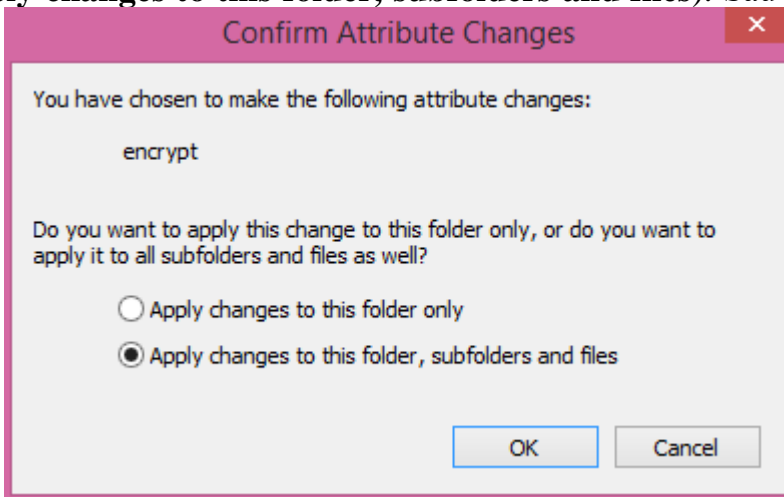 changes to this folder, subfolders and files).
Confirm Attribute Changes
You have chosen to make the following attribute changes:
encrypt
Do you want to apply this change to this folder only, or do you want to
apply it to all subfolders and files as well?
Apply changes to this folder only
Apply changes to this folder, subfolders and files
OK
Cancel